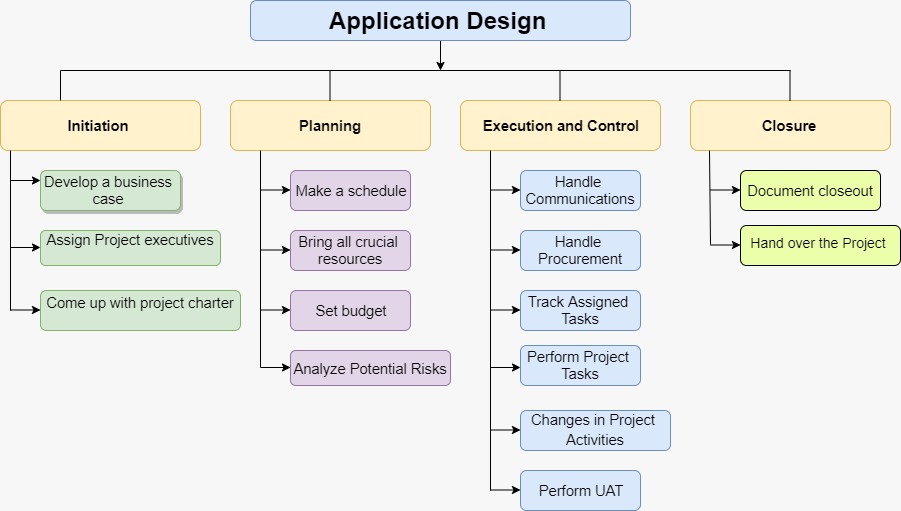 Application Design
Initiation
Planning
Execution and Control
Closure
Develop a business
case
Assign Project executives
Come up with project charter
Make a schedule
Bring all crucial
resources
Set budget
Analyze Potential Risks
Handle
Communications
Handle
Procurement
Track Assigned
Tasks
Perform Project
Tasks
Changes in Project
Activities
Perform UAT
Document closeout
Hand over the Project